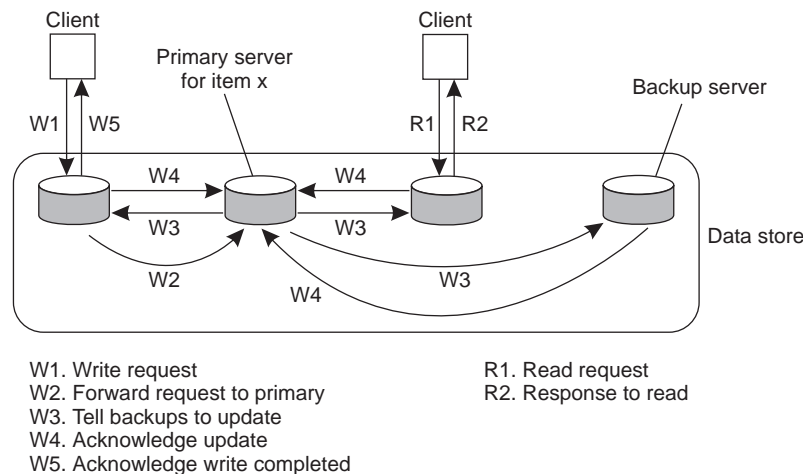 Client
Client
Primary server
for item x
Backup server
W1
W5
R1
R2
W4
W4
W3
W3
Data store
W2
W3
W4
W1. Write request
W2. Forward request to primary
W3. Tell backups to update
W4. Acknowledge update
W5. Acknowledge write completed
R1. Read request
R2. Response to read